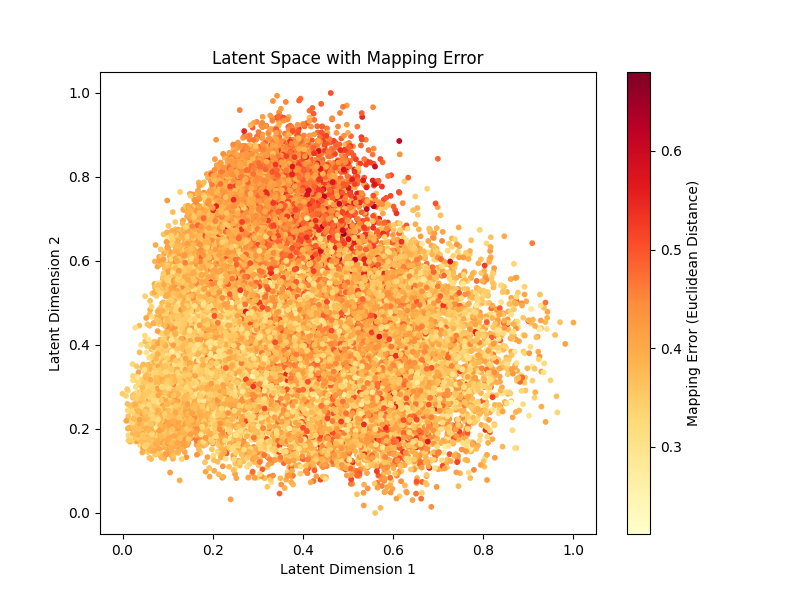 Latent Space with Mapping Error
1.0
0.8
0.6
0.4
0.2
0.0
Latent Dimension 2
0.0 0.2 0.4 0.6 0.8 1.0
Latent Dimension 1
0.6
0.5
0.4
0.3
Mapping Error (Euclidean Distance)